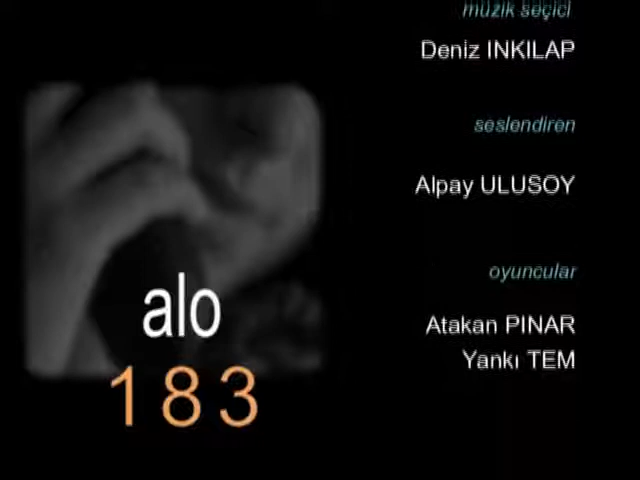 müzik seçici
Deniz INKILAP
seslendiren
Alpay ULUSOY
oyuncular
Atakan PINAR
Yankı TEM
alo
183